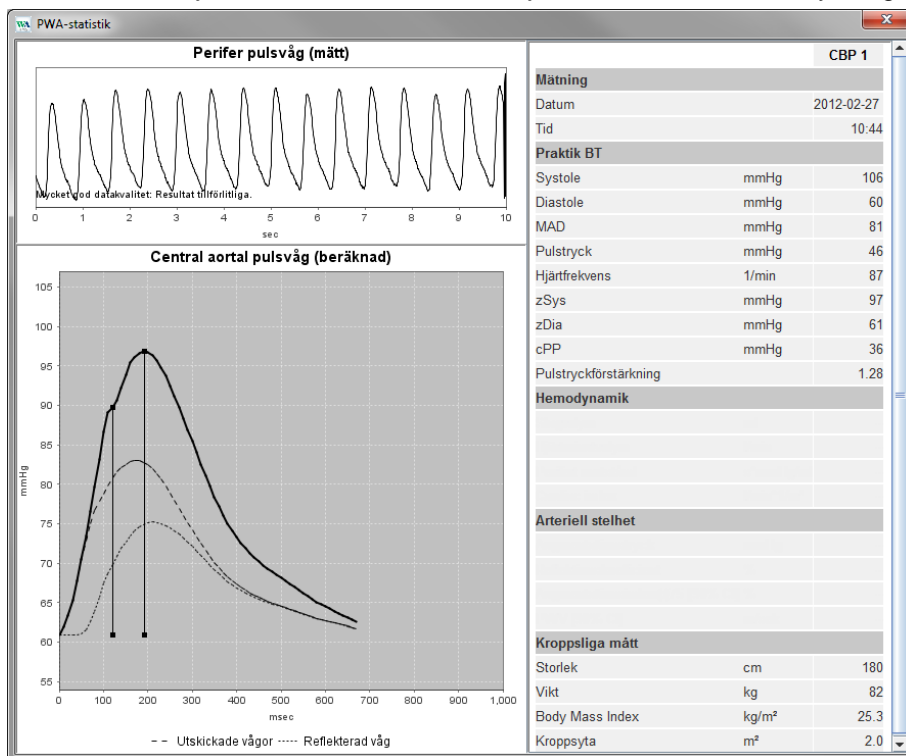 PWA-statistik
Perifer pulsvåg (mätt)
Mycket god datakvalitet: Resultat tillförlitliga.
0 1 2 3 4 5 6 7 8 9 10
sec
Central aortal pulsvåg (beräknad)
105
100
95
90
85
80
75
70
65
60
55
mmHg
0 100 200 300 400 500 600 700 800 900 1,000
msec
Utskickade vågor Reflekterad våg
CBP 1
Mätning
Datum 2012-02-27
Tid 10:44
Praktik BT
Systole mmHg 106
Diastole mmHg 60
MAD mmHg 81
Pulstryck mmHg 46
Hjärtfrekvens 1/min 87
zSys mmHg 97
zDia mmHg 61
cPP mmHg 36
Pulstryckförstärkning 1.28
Hemodynamik
Arteriell stelhet
Kroppsliga mått
Storlek cm 180
Vikt kg 82
Body Mass Index kg/m² 25.3
Kroppsyta m² 2.0